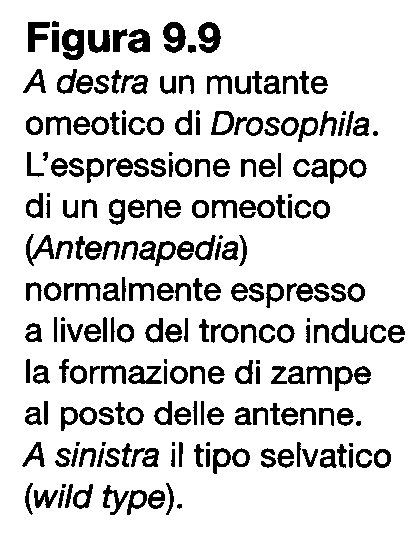 Figura 9.9
A destra un mutante
omeotico di Drosophila.
L'espressione nel capo
di un gene omeotico
(Antennapedia)
normalmente espresso
a livello del tronco induce
la formazione di zampe
al posto delle antenne.
A sinistra il tipo selvatico
(wild type).